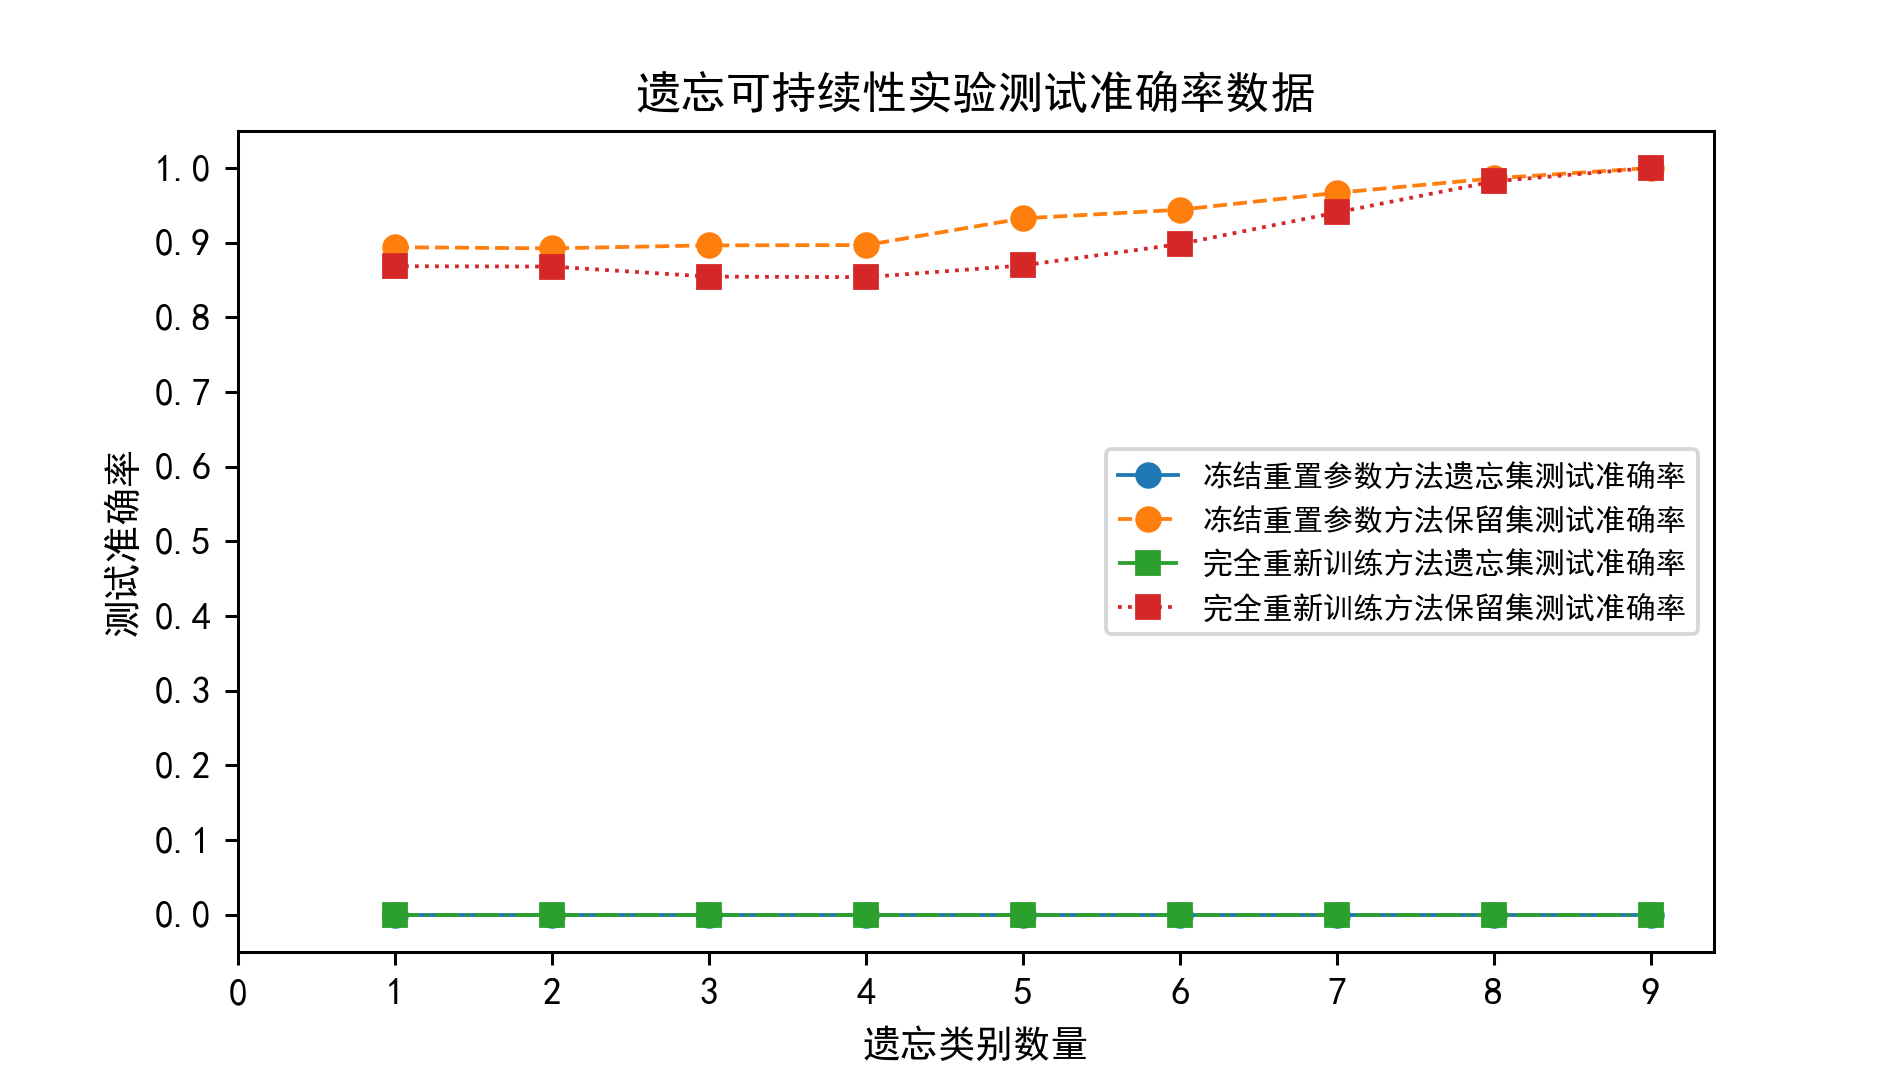 遗忘可持续性实验测试准确率数据
1.0
0.9
0.8
0.7
0.6
0.5
0.4
0.3
0.2
0.1
0.0
测试准确率
冻结重置参数方法遗忘集测试准确率
冻结重置参数方法保留集测试准确率
完全重新训练方法遗忘集测试准确率
完全重新训练方法保留集测试准确率
0 1 2 3 4 5 6 7 8 9
遗忘类别数量